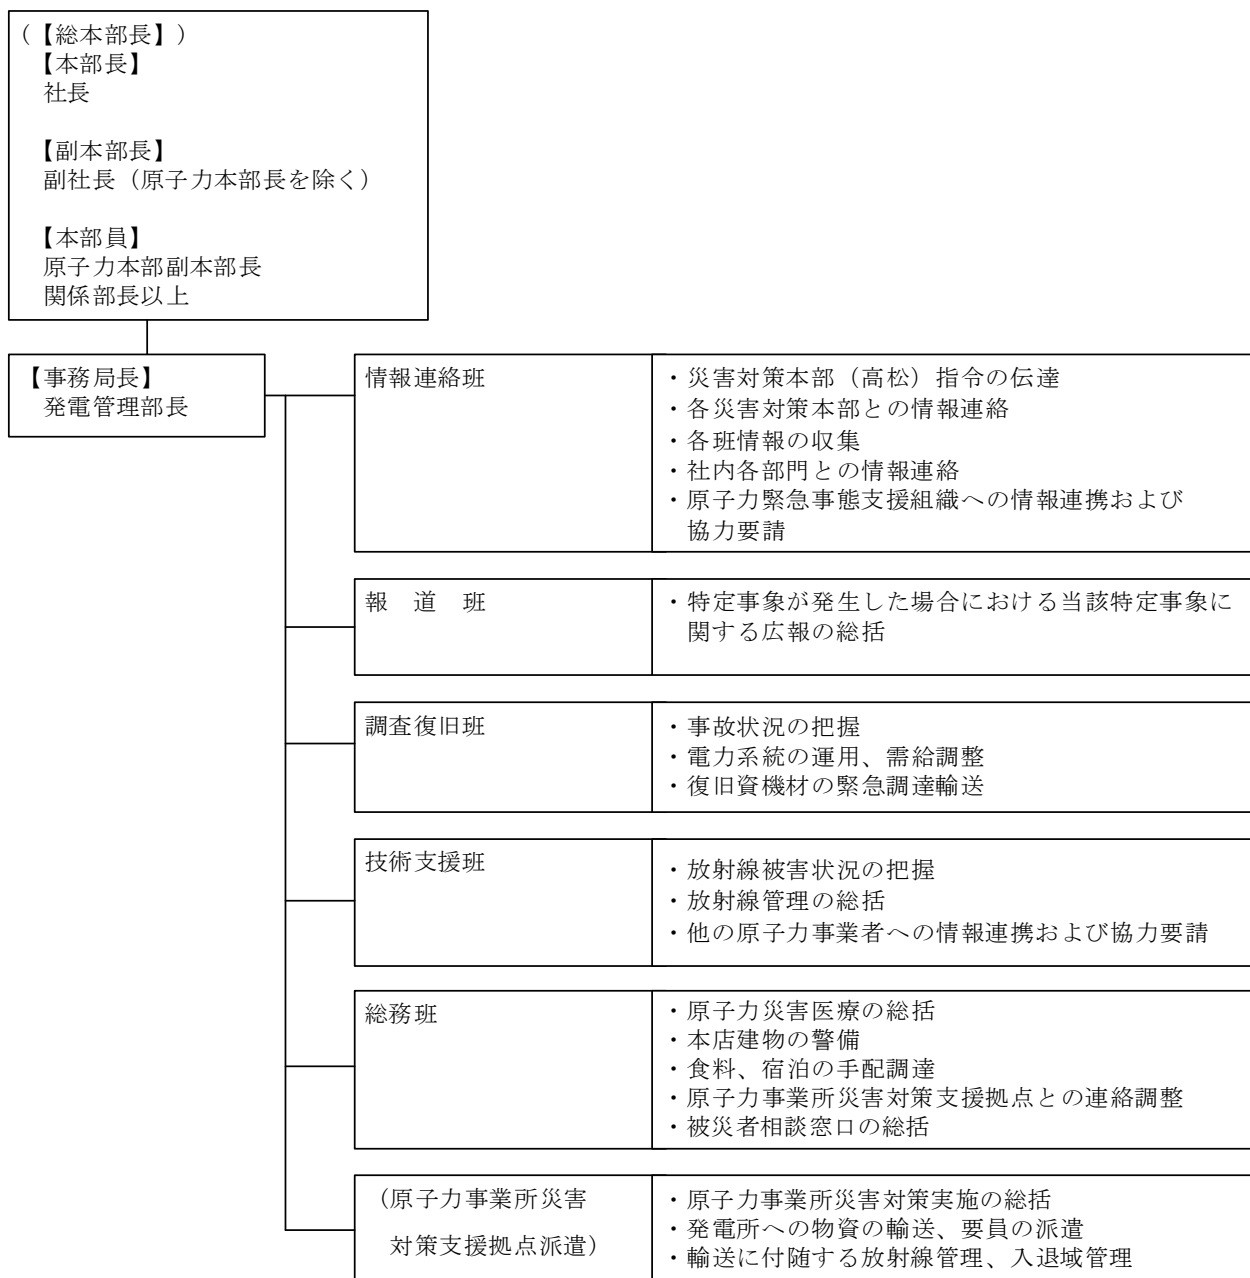 (【総本部長】)
【本部長】
社長
【副本部長】
副社長（原子力本部長を除く）
【本部員】
原子力本部副本部長
関係部長以上
【事務局長】
発電管理部長
情報連絡班
・災害対策本部（高松）指令の伝達
・各災害対策本部との情報連絡
・各班情報の収集
・社内各部門との情報連絡
・原子力緊急事態支援組織への情報連携および
協力要請
報　道　班
・特定事象が発生した場合における当該特定事象に
関する広報の総括
調査復旧班
・事故状況の把握
・電力系統の運用、需給調整
・復旧資機材の緊急調達輸送
技術支援班
・放射線被害状況の把握
・放射線管理の総括
・他の原子力事業者への情報連携および協力要請
総務班
・原子力災害医療の総括
・本店建物の警備
・食料、宿泊の手配調達
・原子力事業所災害対策支援拠点との連絡調整
・被災者相談窓口の総括
（原子力事業所災害
対策支援拠点派遣）
・原子力事業所災害対策実施の総括
・発電所への物資の輸送、要員の派遣
・輸送に付随する放射線管理、入退域管理